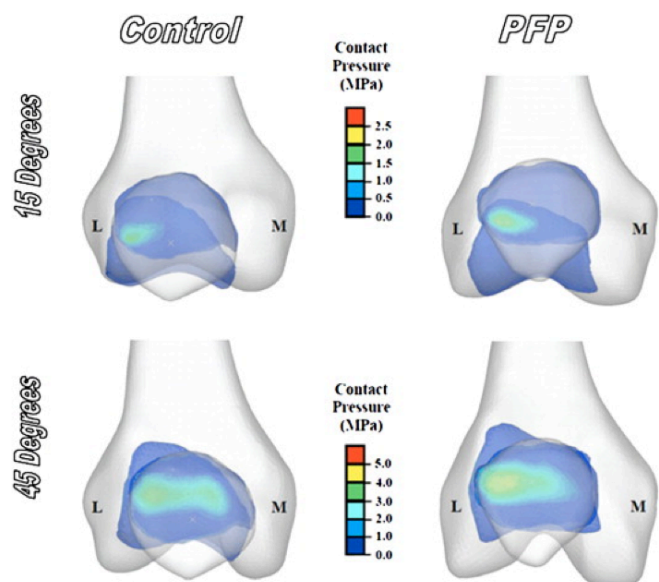 Control
PFP
15 Degrees
Contact
Pressure
(MPa)
2.5
2.0
1.5
1.0
0.5
0.0
L
M
L
M
45 Degrees
Contact
Pressure
(MPa)
5.0
4.0
3.0
2.0
1.0
0.0
L
M
L
M